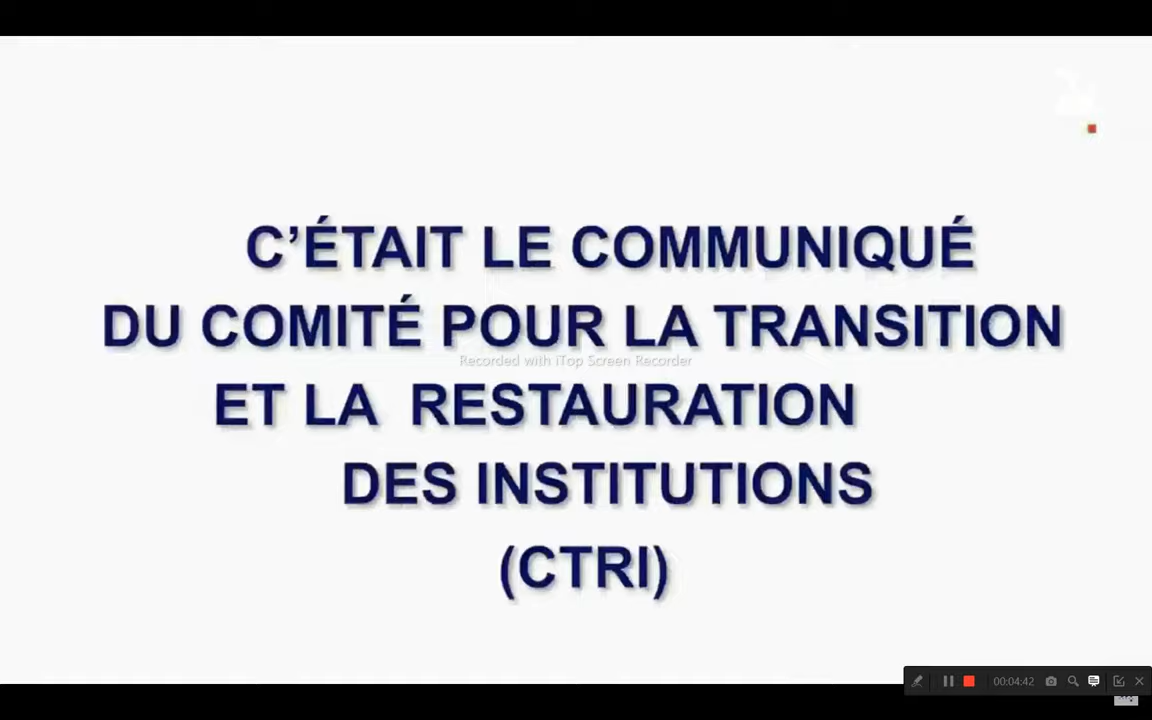 C’ÉTAIT LE COMMUNIQUÉ
DU COMITÉ POUR LA TRANSITION
Recorded with iTop Screen Recorder
ET LA RESTAURATION
DES INSTITUTIONS
(CTRI)
00:04:42